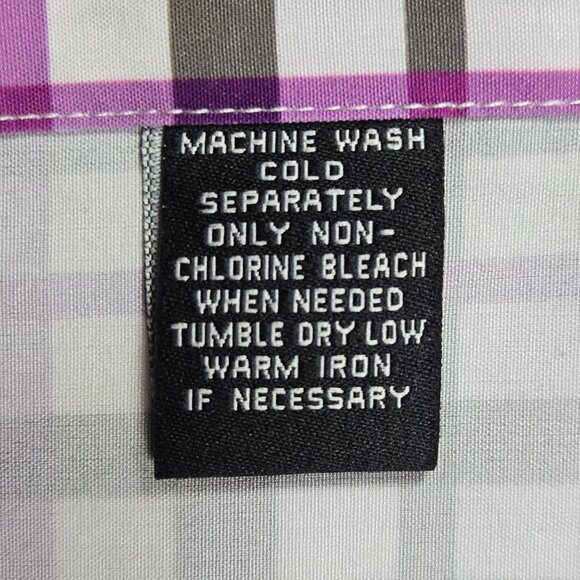 MACHINE WASH
COLD
SEPARATELY
ONLY NON-
CHLORINE BLEACH
WHEN NEEDED
TUMBLE DRY LOW
WARM IRON
IF NECESSARY